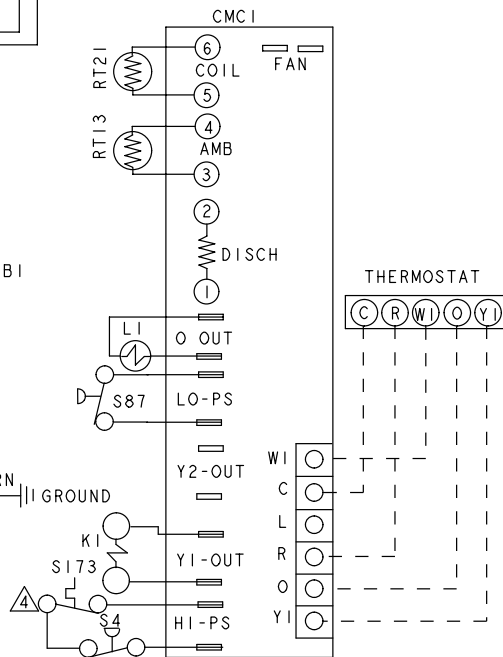 CMC1
6
COIL
FAN
RT21
5
4
AMB
RT13
3
2
DISCH
B1
1
THERMOSTAT
C R W1 O Y1
L1
O OUT
S87
LO-PS
Y2-OUT
W1
C
RN
GROUND
L
K1
Y1-OUT
R
S173
O
4
S4
HI-PS
Y1